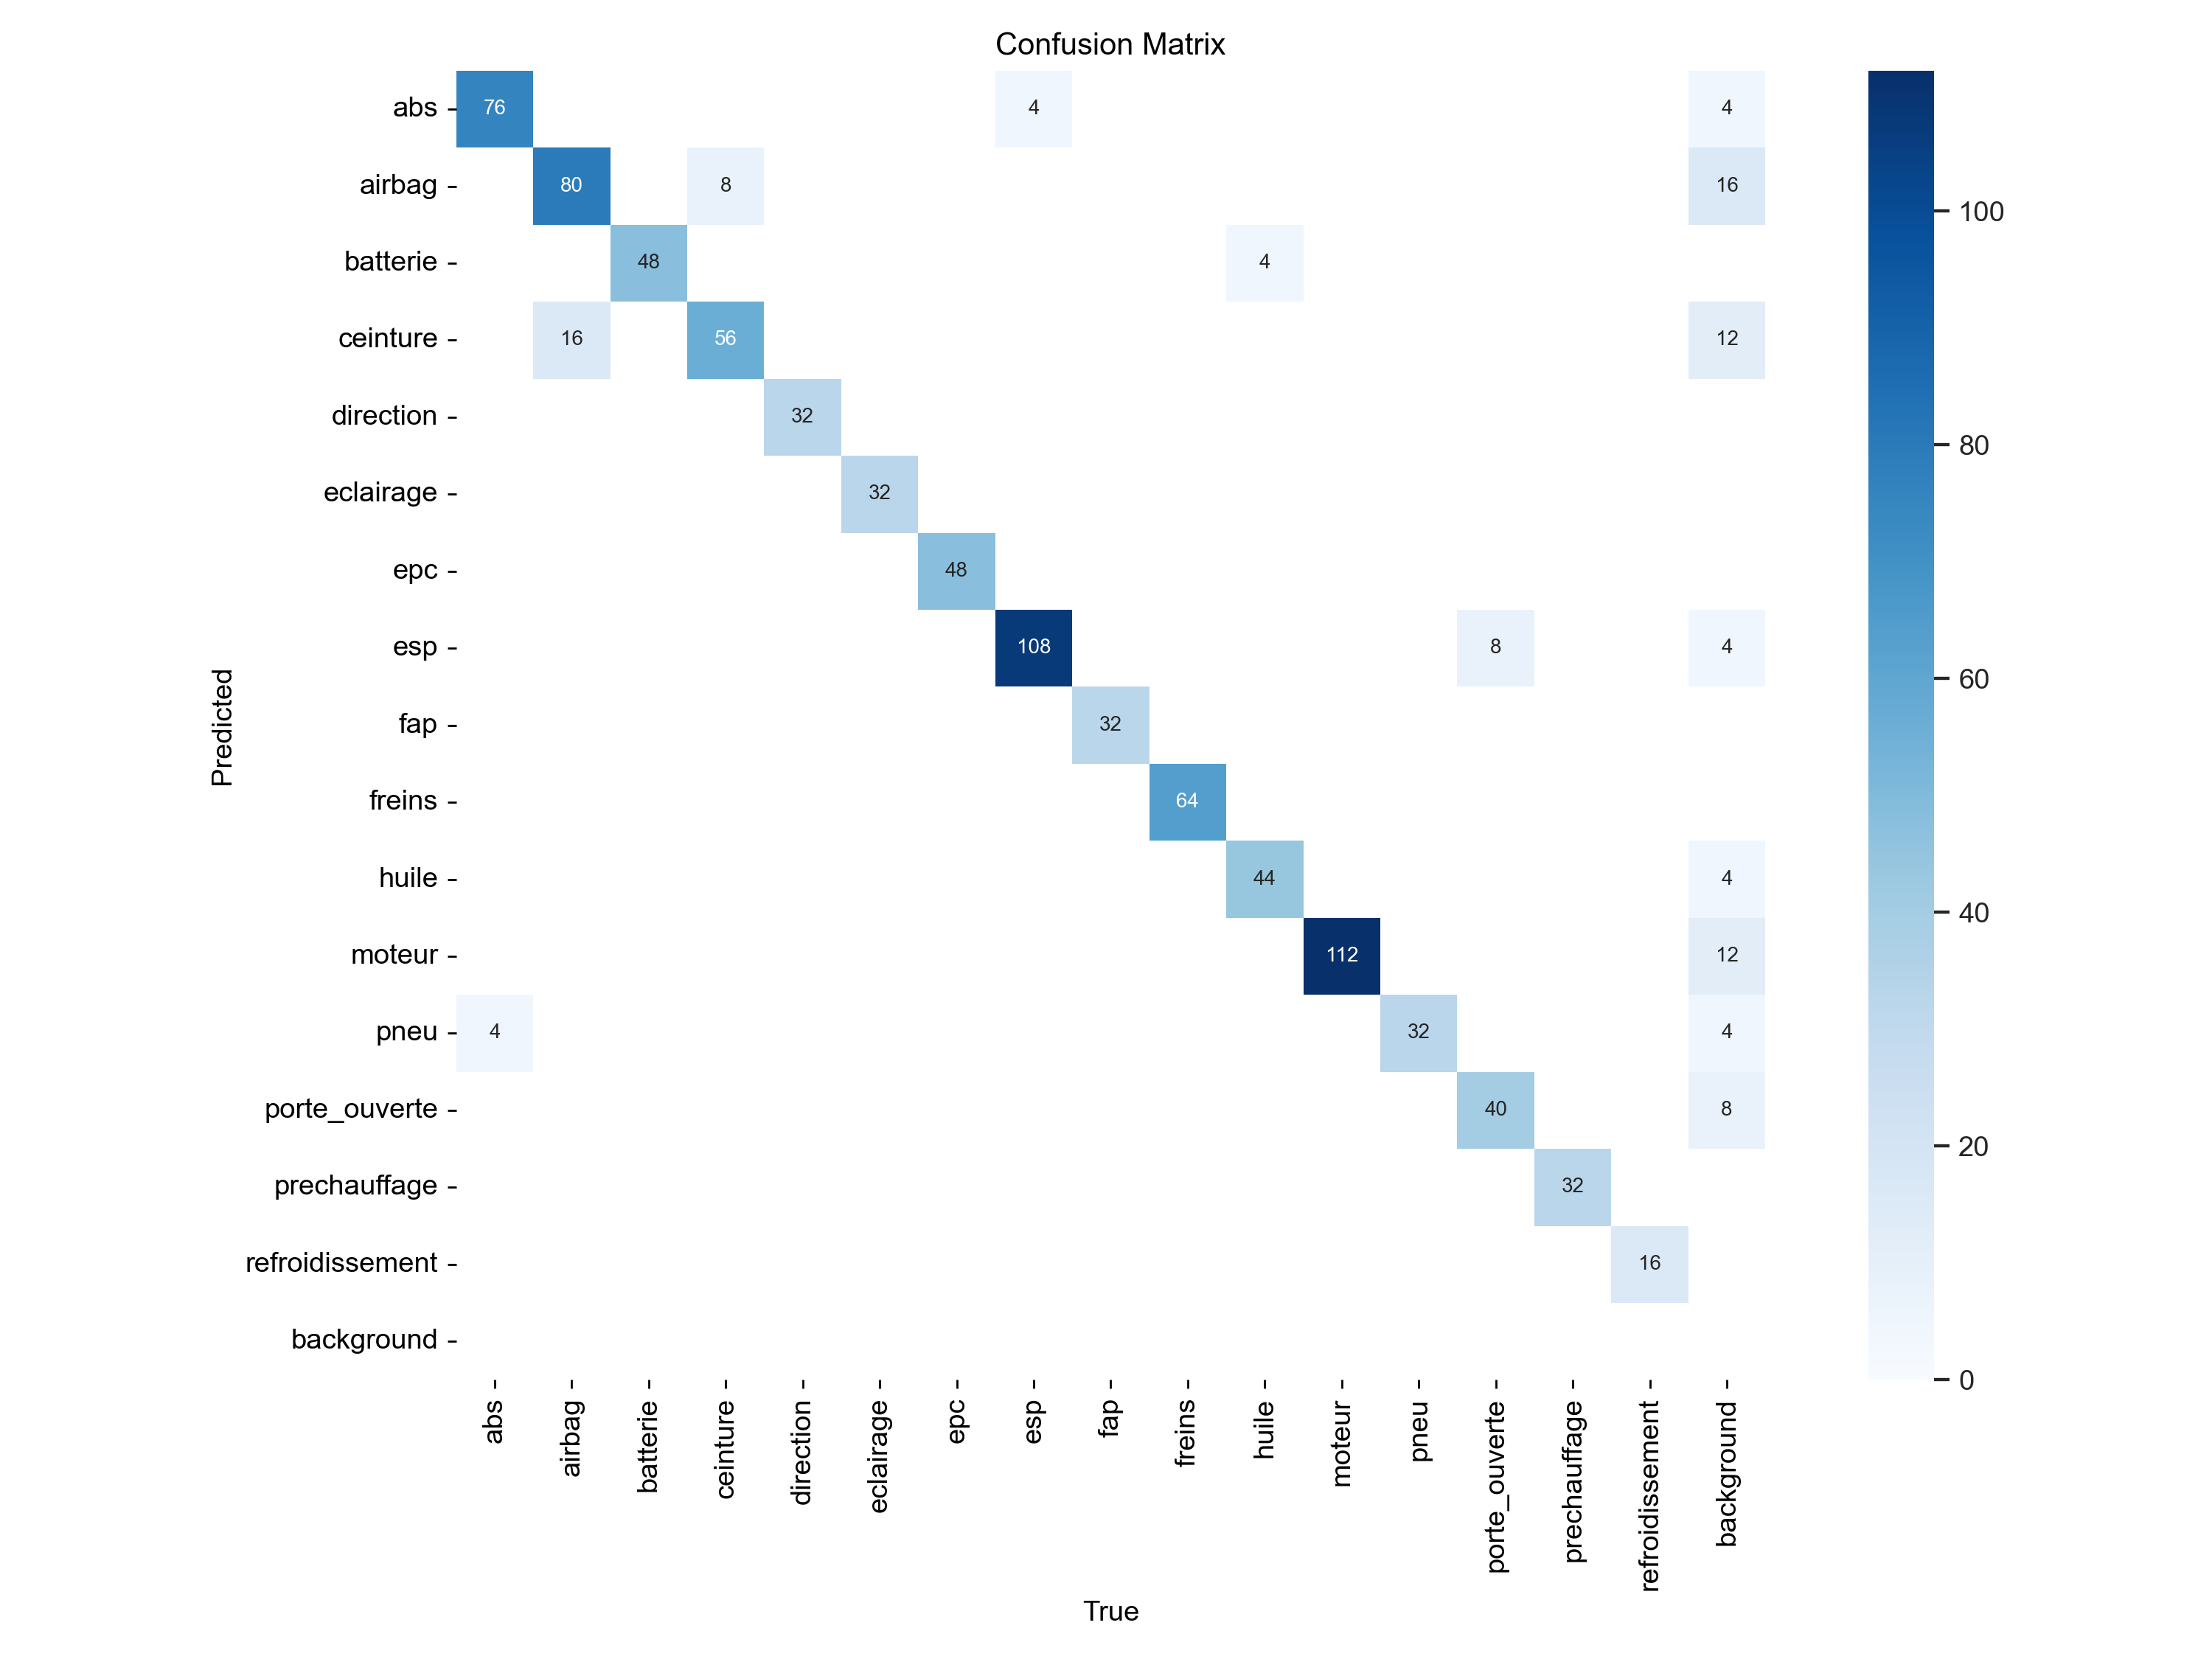 Confusion Matrix
abs 76 4 4
airbag 80 8 16
100
batterie 48 4
ceinture 16 56 12
direction 32
80
eclairage 32
epc 48
esp 108 8 4
60
Predicted
fap 32
freins 64
huile 44 4
40
moteur 112 12
pneu 4 32 4
porte_ouverte 40 8
20
prechauffage 32
refroidissement 16
background
0
abs airbag batterie ceinture direction eclairage epc esp fap freins huile moteur pneu porte_ouverte prechauffage refroidissement background
True